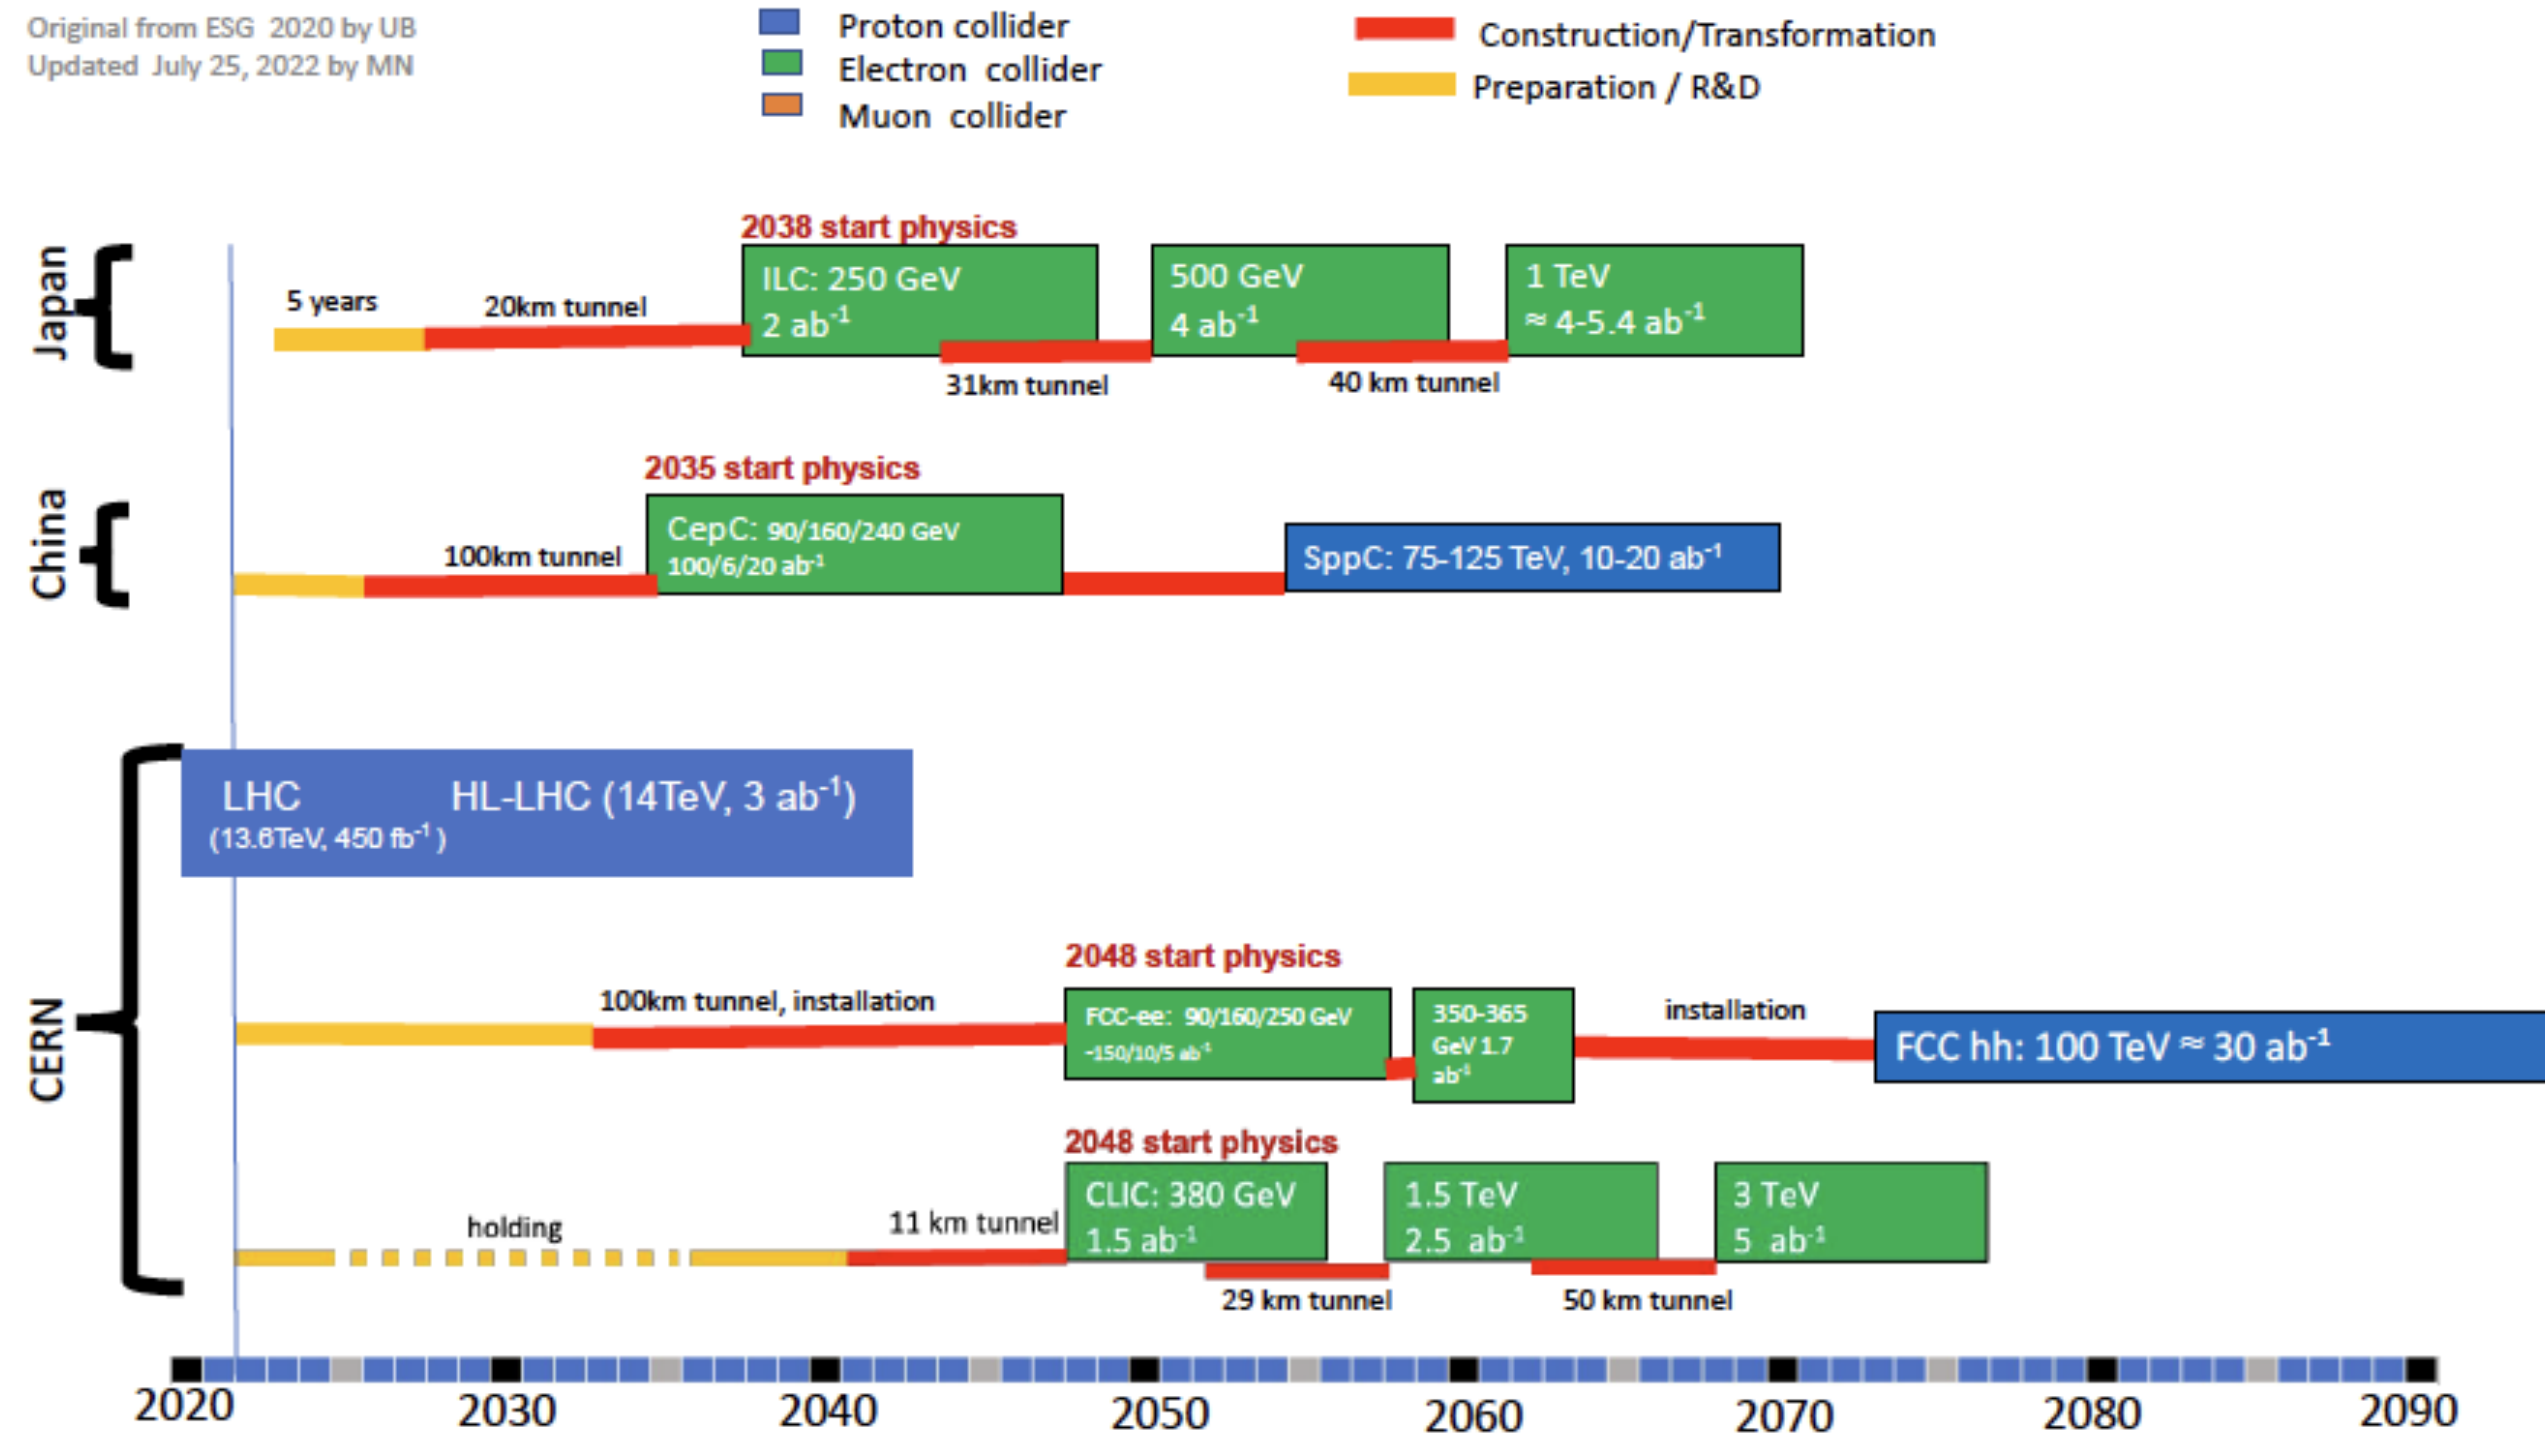 Original from ESG 2020 by UB
Updated July 25, 2022 by MN
Proton collider
Electron collider
Muon collider
Construction/Transformation
Preparation / R&D
Japan
2038 start physics
5 years
20km tunnel
ILC: 250 GeV
2 ab⁻¹
500 GeV
4 ab⁻¹
1 TeV
≈ 4-5.4 ab⁻¹
31km tunnel
40 km tunnel
China
2035 start physics
100km tunnel
CepC: 90/160/240 GeV
100/6/20 ab⁻¹
SppC: 75-125 TeV, 10-20 ab⁻¹
CERN
LHC
(13.6TeV, 450 fb⁻¹ )
HL-LHC (14TeV, 3 ab⁻¹)
2048 start physics
100km tunnel, installation
FCC-ee: 90/160/250 GeV
-150/10/5 ab⁻¹
350-365
GeV 1.7
ab⁻¹
installation
FCC hh: 100 TeV ≈ 30 ab⁻¹
2048 start physics
holding
11 km tunnel
CLIC: 380 GeV
1.5 ab⁻¹
1.5 TeV
2.5 ab⁻¹
3 TeV
5 ab⁻¹
29 km tunnel
50 km tunnel
2020 2030 2040 2050 2060 2070 2080 2090